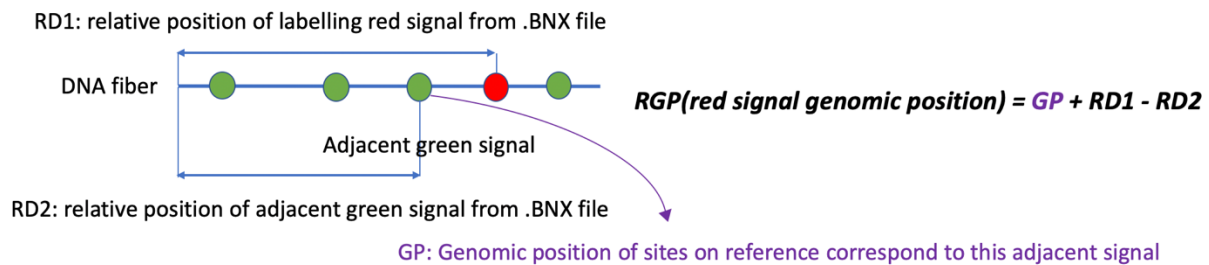 RD1: relative position of labelling red signal from .BNX file
DNA fiber
RGP(red signal genomic position) = GP + RD1 - RD2
Adjacent green signal
RD2: relative position of adjacent green signal from .BNX file
GP: Genomic position of sites on reference correspond to this adjacent signal